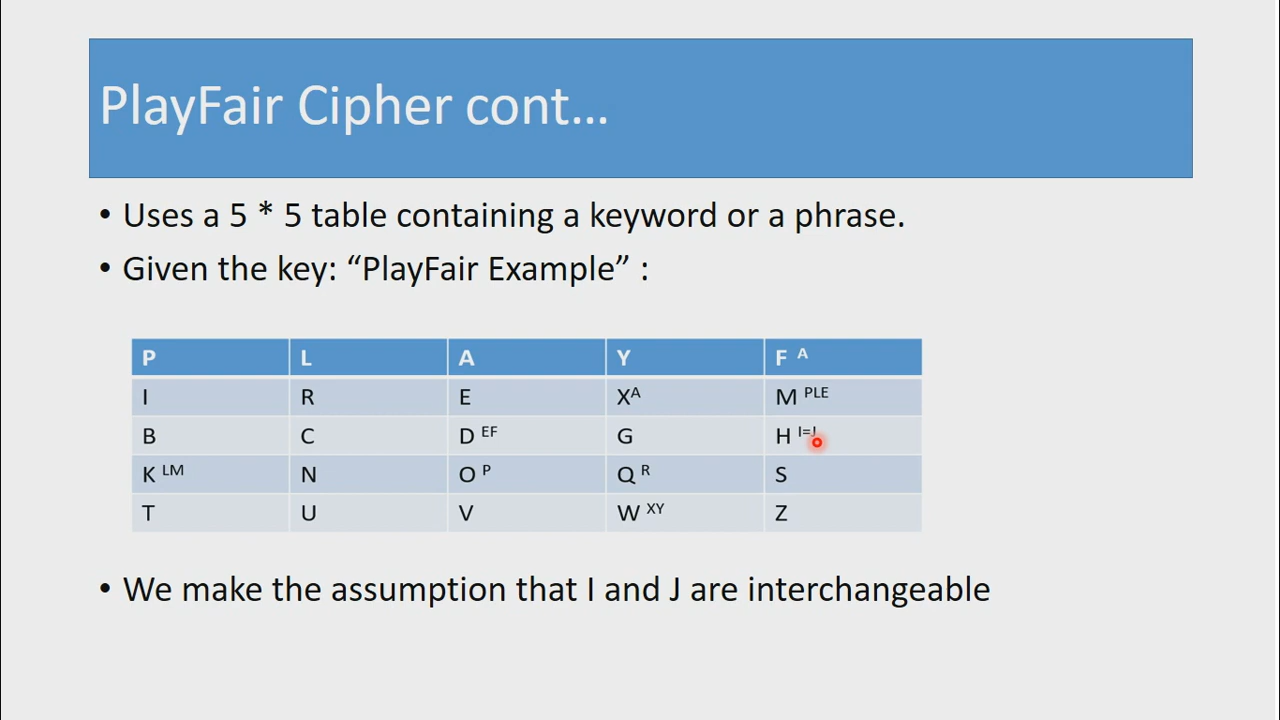 PlayFair Cipher cont…
• Uses a 5 * 5 table containing a keyword or a phrase.
• Given the key: “PlayFair Example” :
P L A Y F A
I R E XA M PLE
B C D EF G H I=J
K LM N O P Q R S
T U V W XY Z
• We make the assumption that I and J are interchangeable